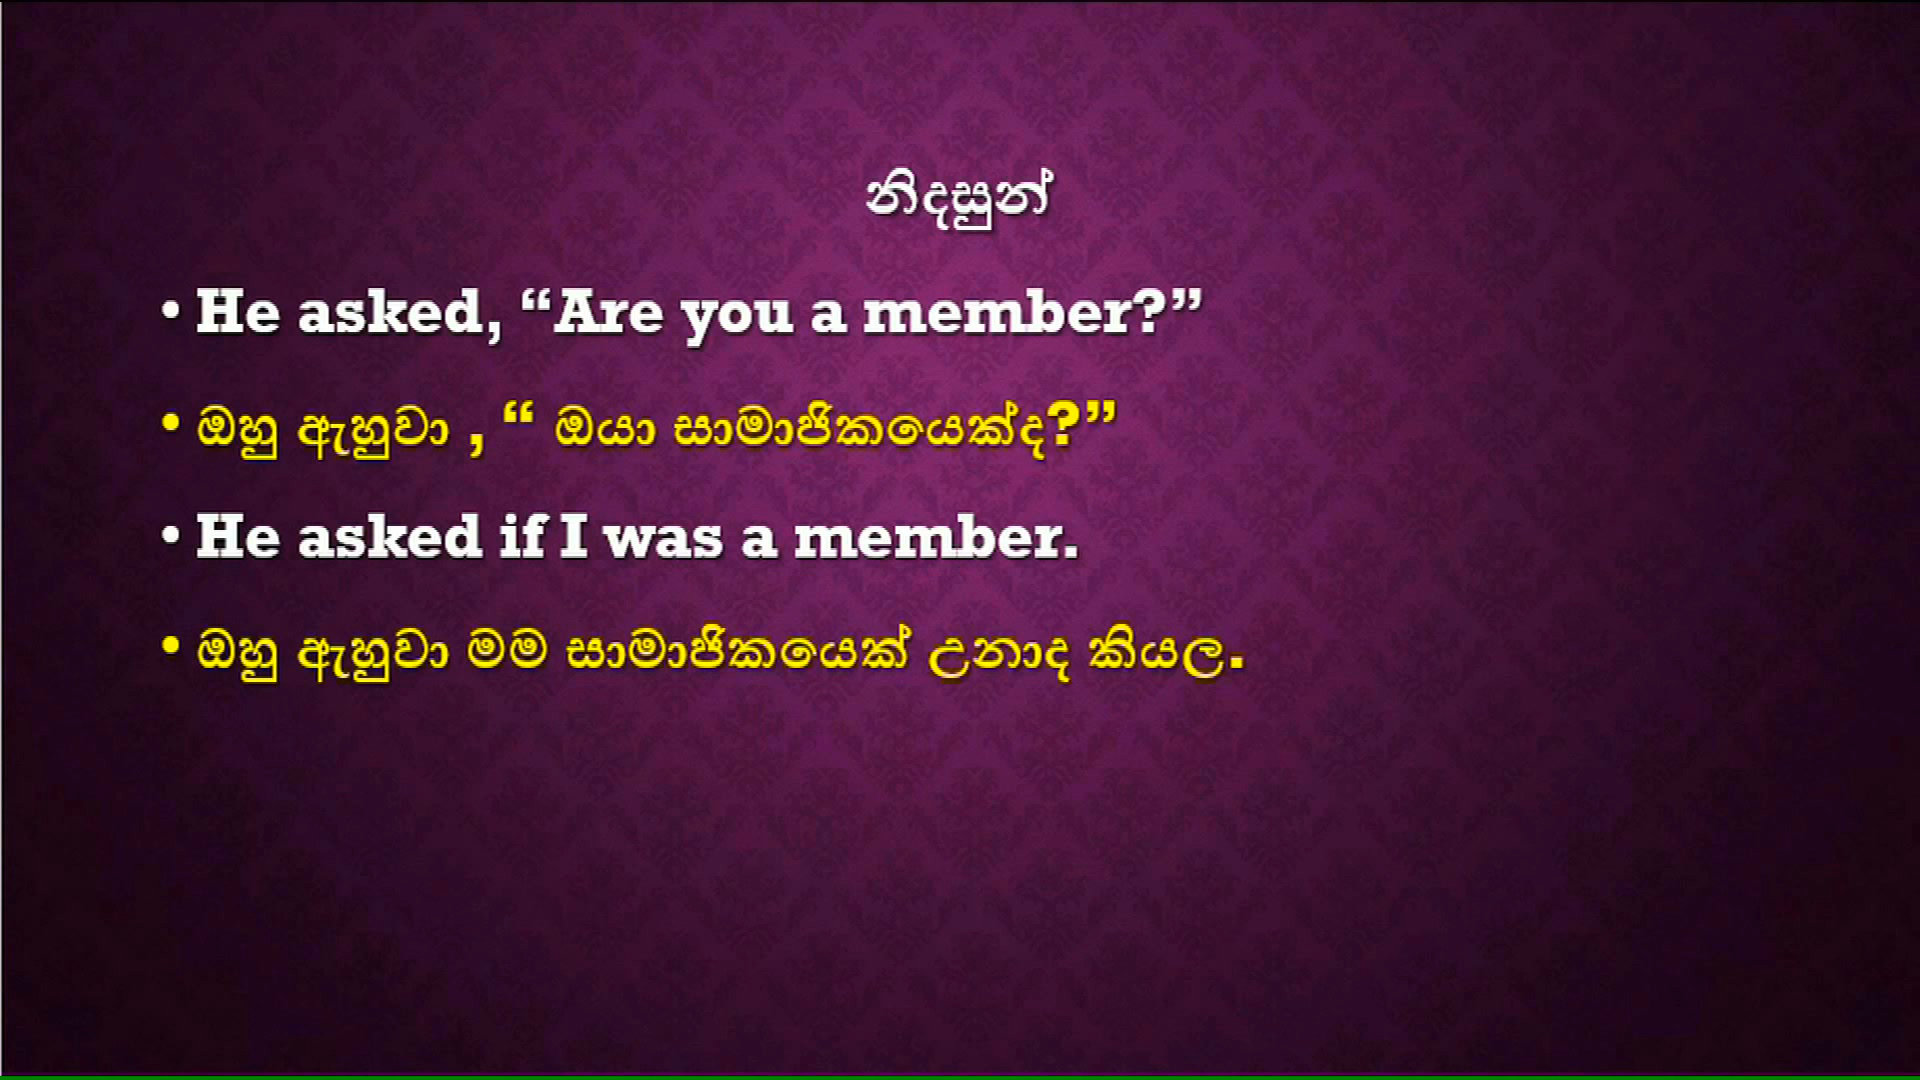 නිදසුන්
• He asked, “Are you a member?”
• ඔහු ඇහුවා , “ ඔයා සාමාජිකයෙක්ද?”
• He asked if I was a member.
• ඔහු ඇහුවා මම සාමාජිකයෙක් උනාද කියල.